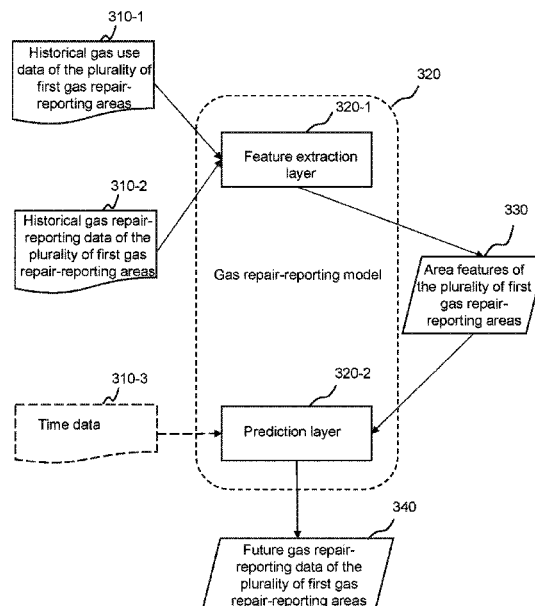 310-1
Historical gas use
data of the plurality of
first gas repair-
reporting areas
320
320-1
Feature extraction
layer
310-2
Historical gas repair-
reporting data of the
plurality of first gas
repair-reporting areas
330
Area features of
the plurality of first
gas repair-
reporting areas
Gas repair-reporting model
310-3
Time data
320-2
Prediction layer
340
Future gas repair-
reporting data of the
plurality of first gas
repair-reporting areas